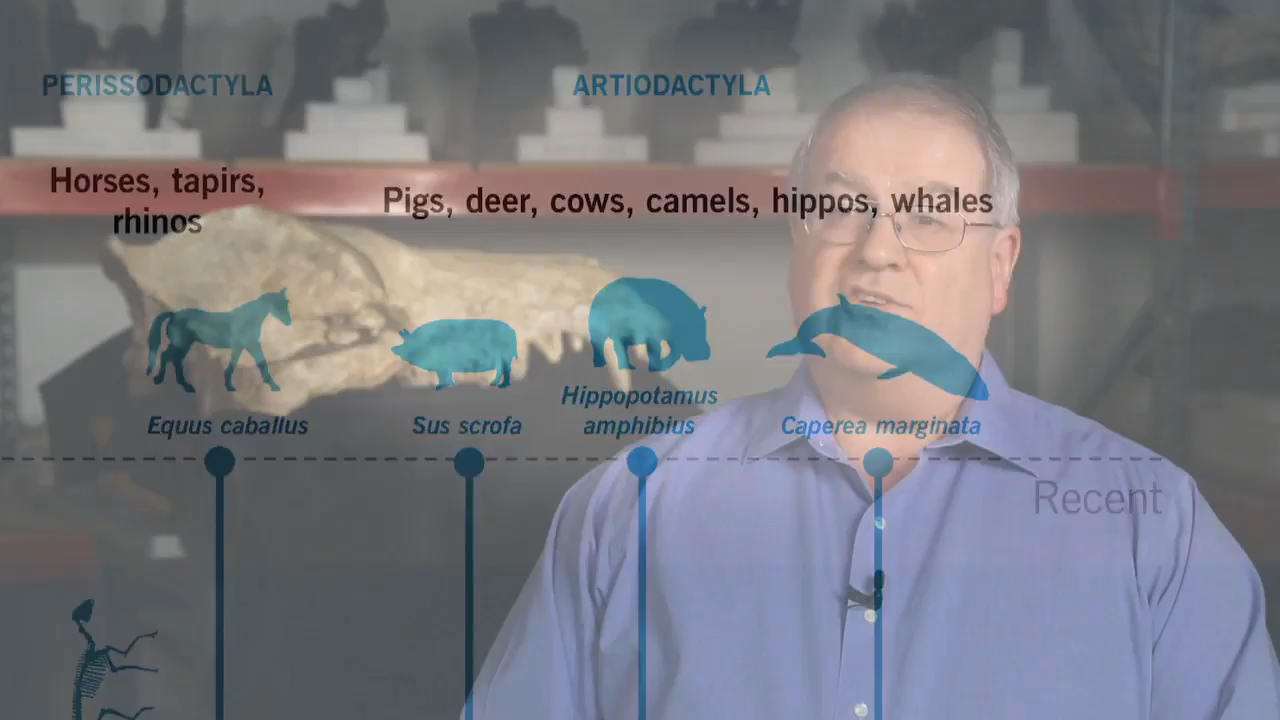 PERISSODACTYLA
ARTIODACTYLA
Horses, tapirs,
rhinos
Pigs, deer, cows, camels, hippos, whales
Equus caballus
Sus scrofa
Hippopotamus
amphibius
Caperea marginata
Recent